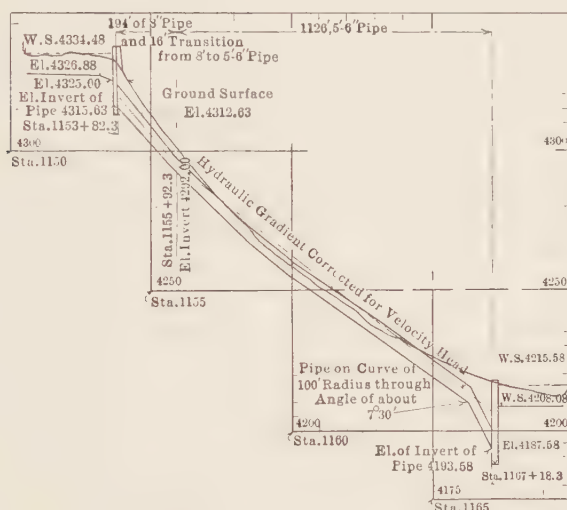 194' of 8" Pipe
1126', 5'-6" Pipe
W.S.4334.48
and 16' Transition
from 8' to 5'-6" Pipe
El.4326.88
El.4325.00
El.Invert of
Pipe 4315.63
Sta.1153+82.3
Ground Surface
El.4312.63
4300
4300
Sta.1150
Hydraulic Gradient Corrected for Velocity Head
Sta.1155+92.3
El.Invert 4292.00
4250
4250
Sta.1155
W.S.4215.58
Pipe on Curve of
100' Radius through
Angle of about
7°30'
W.S.4208.08
4200
4200
Sta.1160
El.4187.58
El.of Invert of
Pipe 4193.58
Sta.1167+18.3
4175
Sta.1165